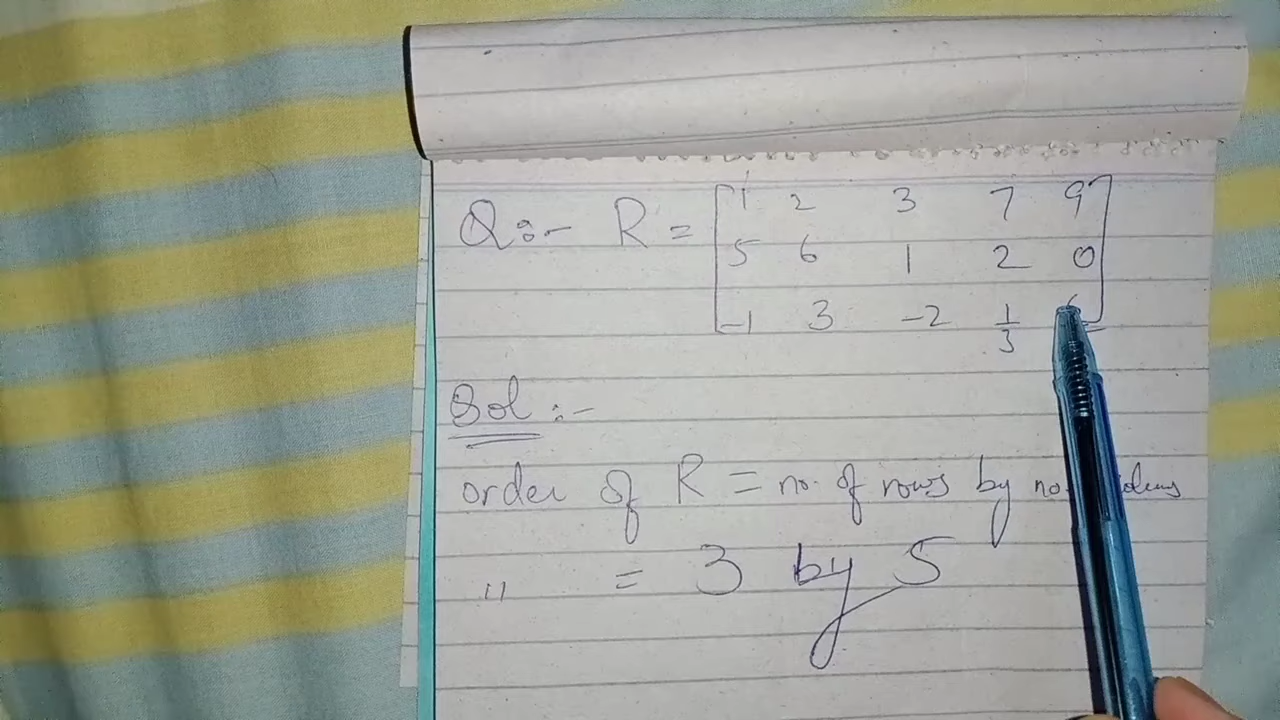 Q:- R = [ 1 2 3 7 9
5 6 1 2 0
-1 3 -2 1/3 ]
Sol :-
order of R = no. of rows by no.
" = 3 by 5